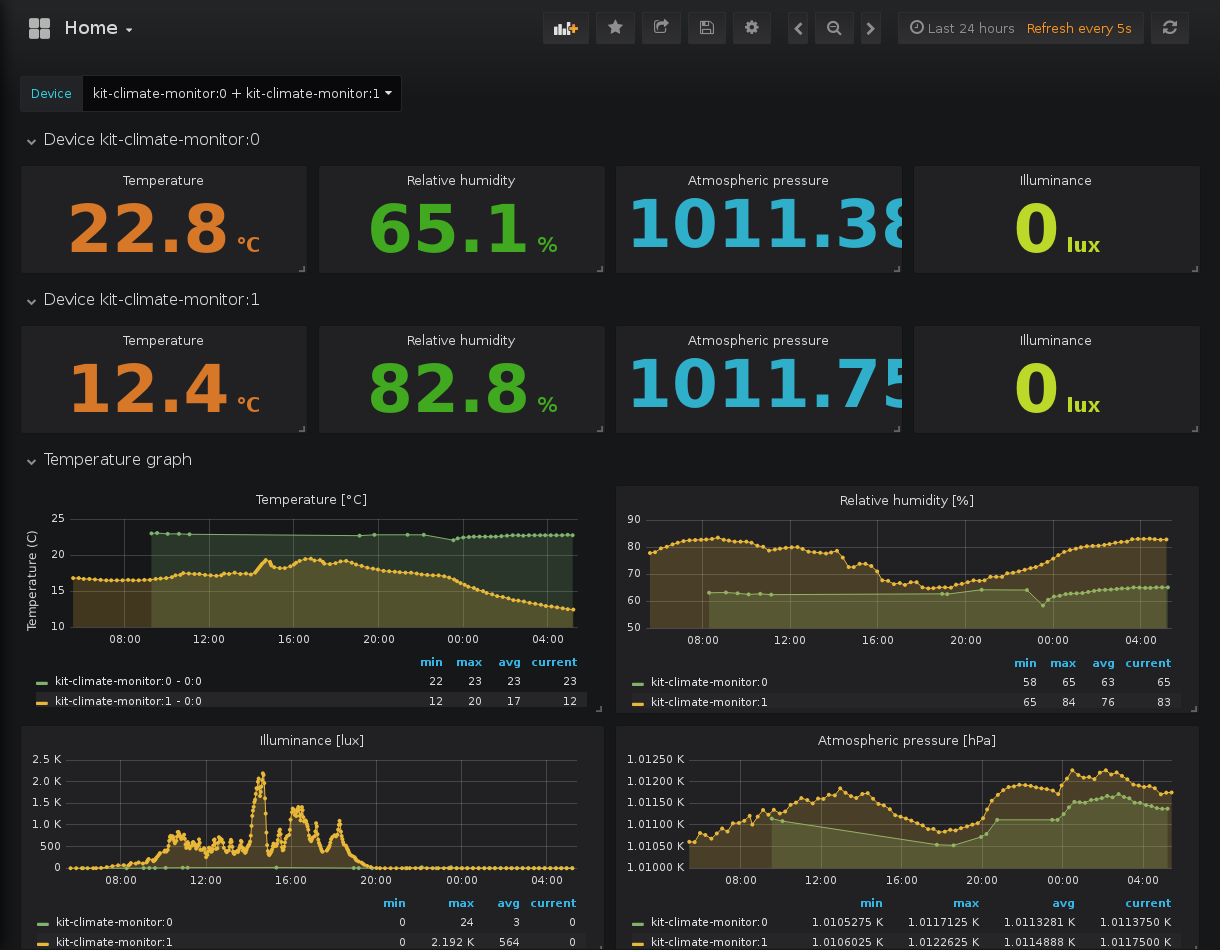 Home
Last 24 hours Refresh every 5s
Device kit-climate-monitor:0 + kit-climate-monitor:1
Device kit-climate-monitor:0
Temperature Relative humidity Atmospheric pressure Illuminance
22.8 °C 65.1 % 1011.38 0 lux
Device kit-climate-monitor:1
Temperature Relative humidity Atmospheric pressure Illuminance
12.4 °C 82.8 % 1011.75 0 lux
Temperature graph
Temperature [°C]
Temperature (C)
25
20
15
10
08:00 12:00 16:00 20:00 00:00 04:00
min max avg current
kit-climate-monitor:0 - 0:0 22 23 23 23
kit-climate-monitor:1 - 0:0 12 20 17 12
Relative humidity [%]
90
80
70
60
50
08:00 12:00 16:00 20:00 00:00 04:00
min max avg current
kit-climate-monitor:0 58 65 63 65
kit-climate-monitor:1 65 84 76 83
Illuminance [lux]
2.5 K
2.0 K
1.5 K
1.0 K
500
0
08:00 12:00 16:00 20:00 00:00 04:00
min max avg current
kit-climate-monitor:0 0 24 3 0
kit-climate-monitor:1 0 2.192 K 564 0
Atmospheric pressure [hPa]
1.01250 K
1.01200 K
1.01150 K
1.01100 K
1.01050 K
1.01000 K
08:00 12:00 16:00 20:00 00:00 04:00
min max avg current
kit-climate-monitor:0 1.0105275 K 1.0117125 K 1.0113281 K 1.0113750 K
kit-climate-monitor:1 1.0106025 K 1.0122625 K 1.0114888 K 1.0117500 K